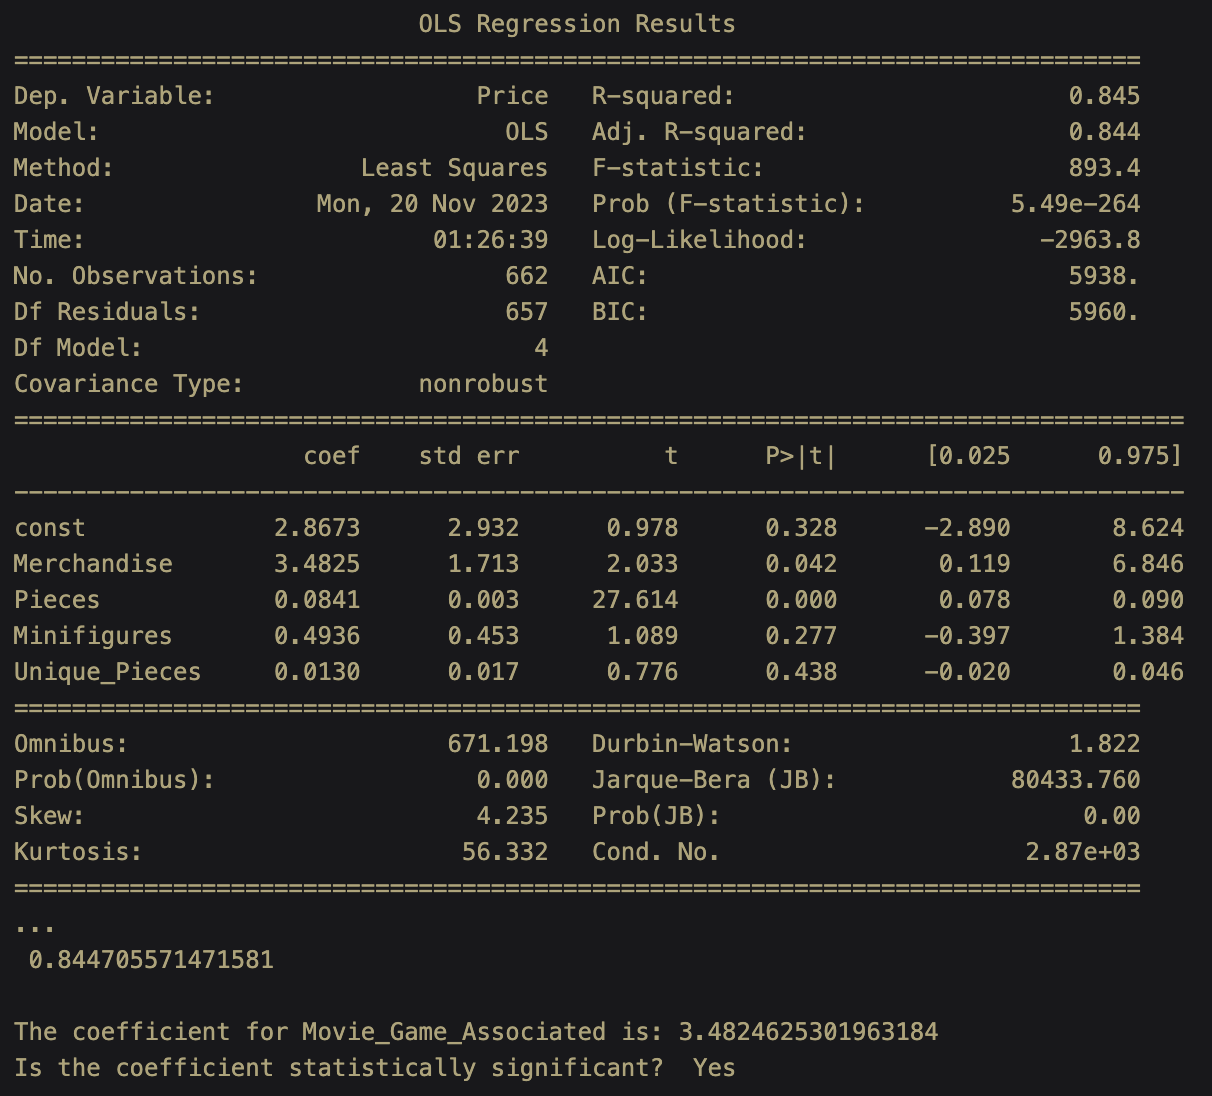 OLS Regression Results
==============================================================================
Dep. Variable:                  Price   R-squared:                       0.845
Model:                            OLS   Adj. R-squared:                  0.844
Method:                 Least Squares   F-statistic:                     893.4
Date:                Mon, 20 Nov 2023   Prob (F-statistic):          5.49e-264
Time:                        01:26:39   Log-Likelihood:                -2963.8
No. Observations:                 662   AIC:                             5938.
Df Residuals:                     657   BIC:                             5960.
Df Model:                           4
Covariance Type:            nonrobust
=================================================================================
                    coef    std err          t      P>|t|      [0.025      0.975]
---------------------------------------------------------------------------------
const             2.8673      2.932      0.978      0.328      -2.890       8.624
Merchandise       3.4825      1.713      2.033      0.042       0.119       6.846
Pieces            0.0841      0.003     27.614      0.000       0.078       0.090
Minifigures       0.4936      0.453      1.089      0.277      -0.397       1.384
Unique_Pieces     0.0130      0.017      0.776      0.438      -0.020       0.046
==============================================================================
Omnibus:                      671.198   Durbin-Watson:                   1.822
Prob(Omnibus):                  0.000   Jarque-Bera (JB):            80433.760
Skew:                           4.235   Prob(JB):                         0.00
Kurtosis:                      56.332   Cond. No.                     2.87e+03
==============================================================================
...
 0.844705571471581
The coefficient for Movie_Game_Associated is: 3.4824625301963184
Is the coefficient statistically significant?  Yes